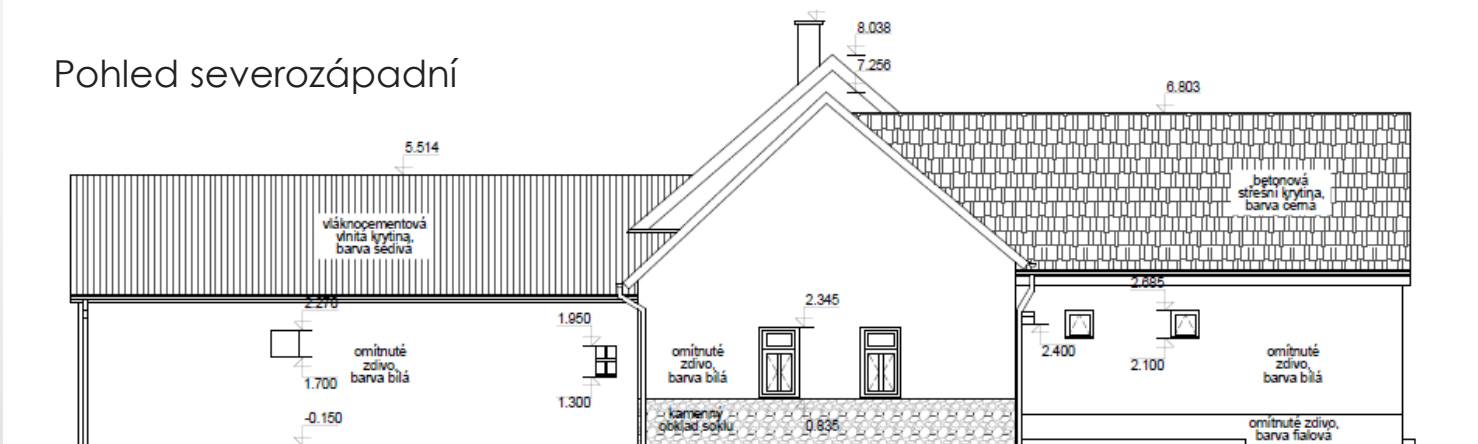 Pohled severozápadní
8.038
7.256
6.803
5.514
betonová
střešní krytina,
barva černá
vláknocementová
vlnitá krytina,
barva šedivá
2.270
2.345
2.685
1.950
2.400
2.100
1.700
1.300
-0.150
omítnuté
zdivo,
barva bílá
omítnuté
zdivo,
barva bílá
omítnuté
zdivo,
barva bílá
kamenný
obklad soklu
0.835
omítnuté zdivo,
barva fialová